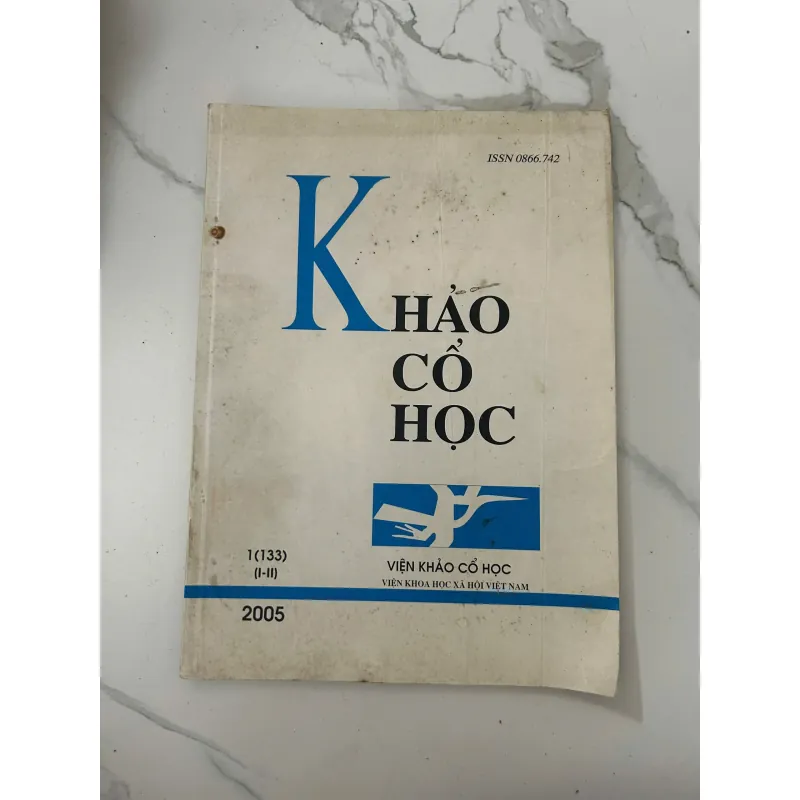 ISSN 0866.742
KHẢO
CỔ
HỌC
VIỆN KHẢO CỔ HỌC
VIỆN KHOA HỌC XÃ HỘI VIỆT NAM
1(133)
(I-II)
2005